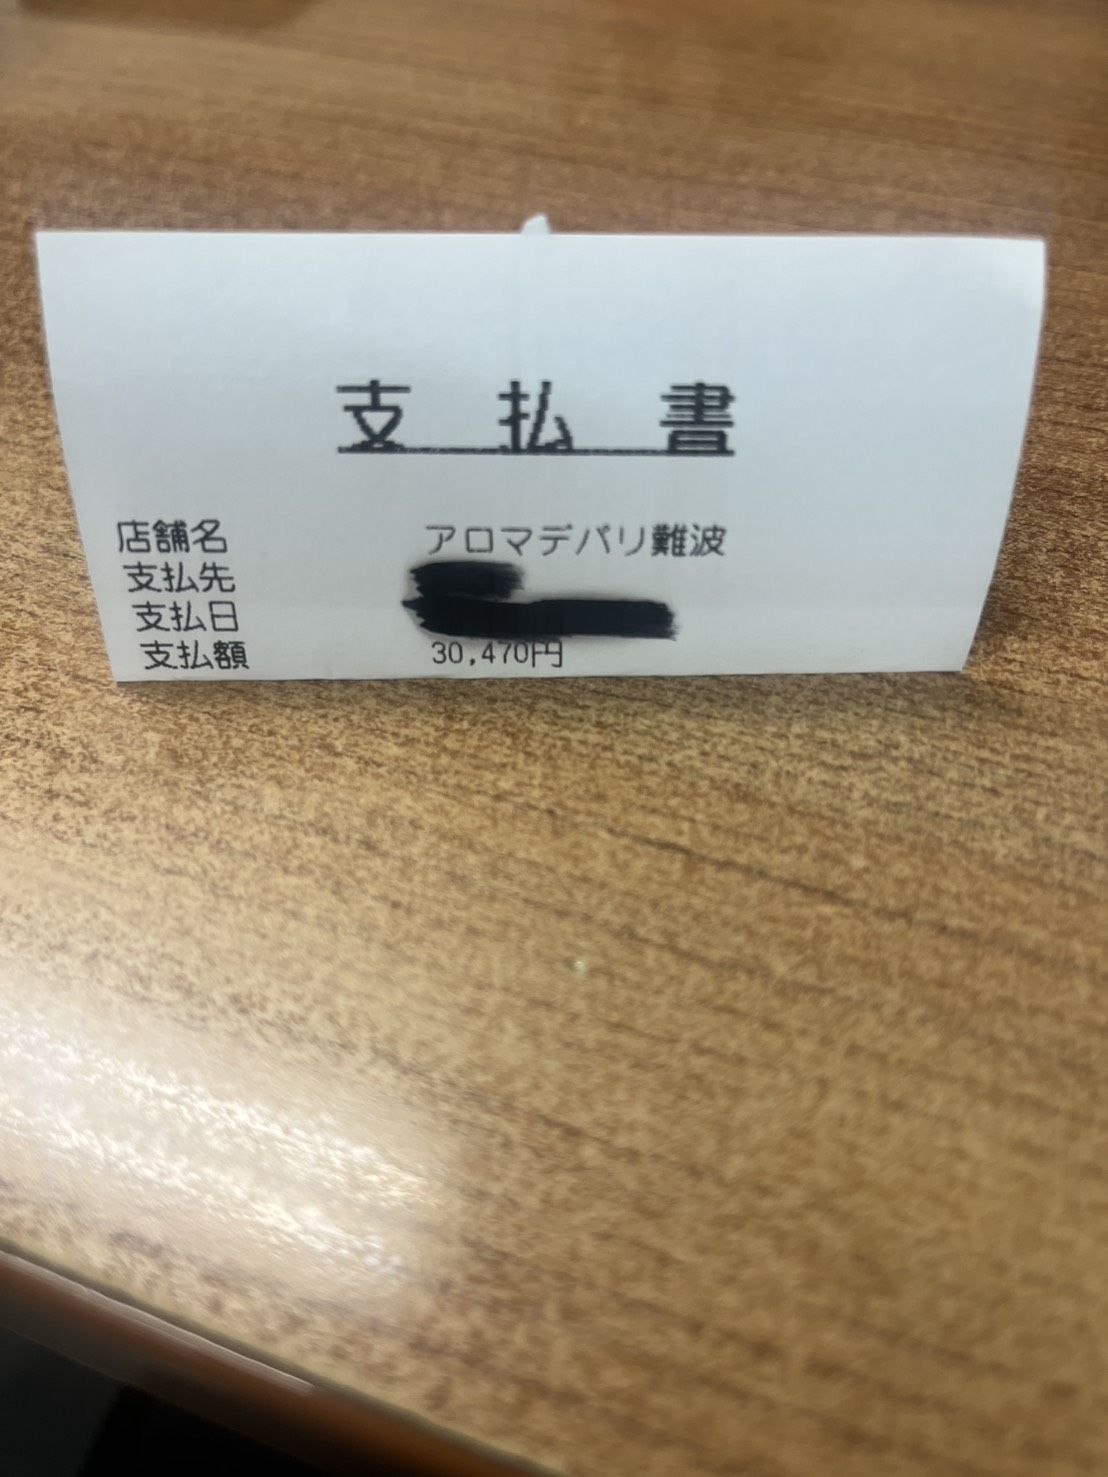 支払書
店舗名 アロマデパリ難波
支払先
支払日
支払額 30,470円